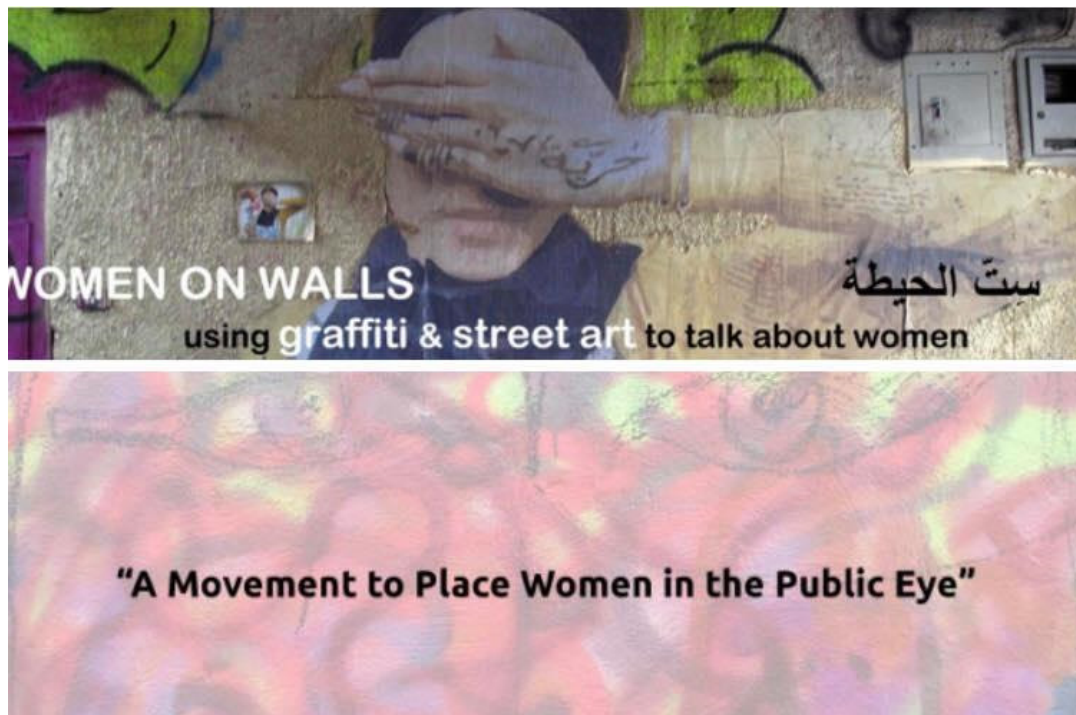 WOMEN ON WALLS
سِتّ الحيطة
using graffiti & street art to talk about women
“A Movement to Place Women in the Public Eye”